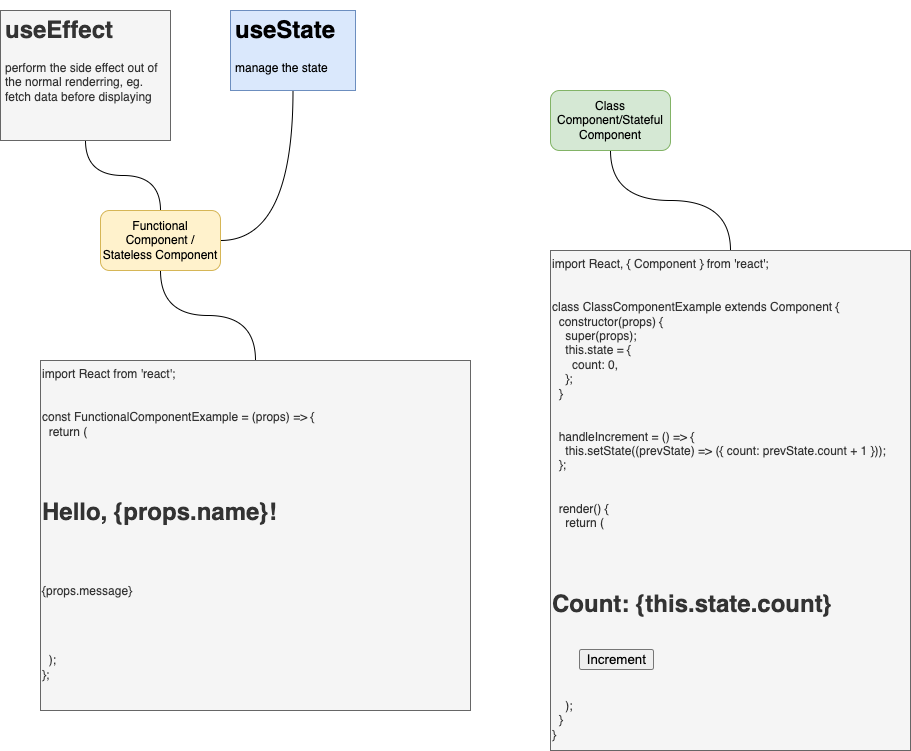 useEffect
perform the side effect out of
the normal renderring, eg.
fetch data before displaying
useState
manage the state
Functional
Component /
Stateless Component
import React from 'react';
const FunctionalComponentExample = (props) => {
return (
Hello, {props.name}!
{props.message}
);
};
Class
Component/Stateful
Component
import React, { Component } from 'react';
class ClassComponentExample extends Component {
constructor(props) {
super(props);
this.state = {
count: 0,
};
}
handleIncrement = () => {
this.setState((prevState) => ({ count: prevState.count + 1 }));
};
render() {
return (
Count: {this.state.count}
Increment
);
}
}